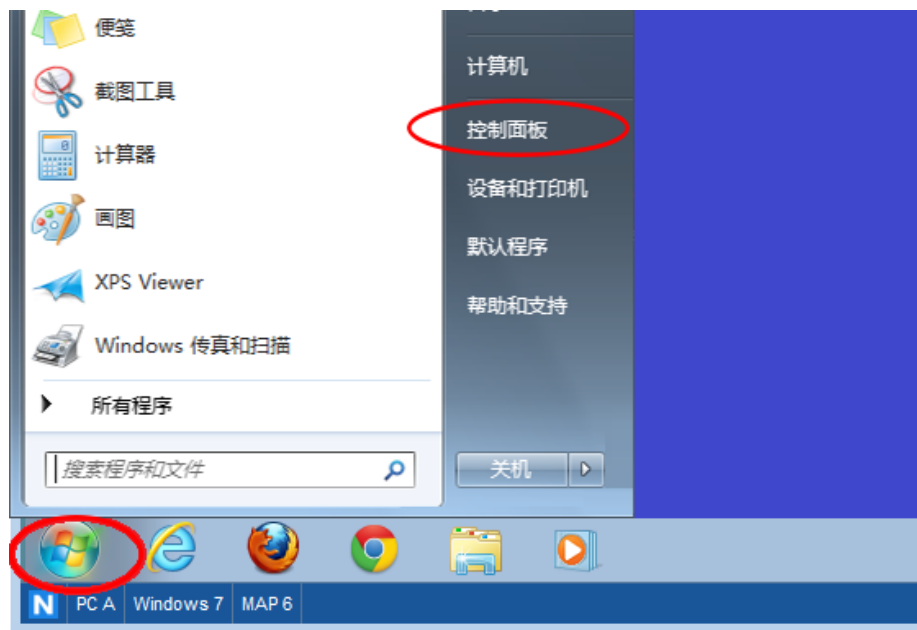 便笺
截图工具
计算器
画图
XPS Viewer
Windows 传真和扫描
所有程序
搜索程序和文件
计算机
控制面板
设备和打印机
默认程序
帮助和支持
关机
N PC A Windows 7 MAP 6